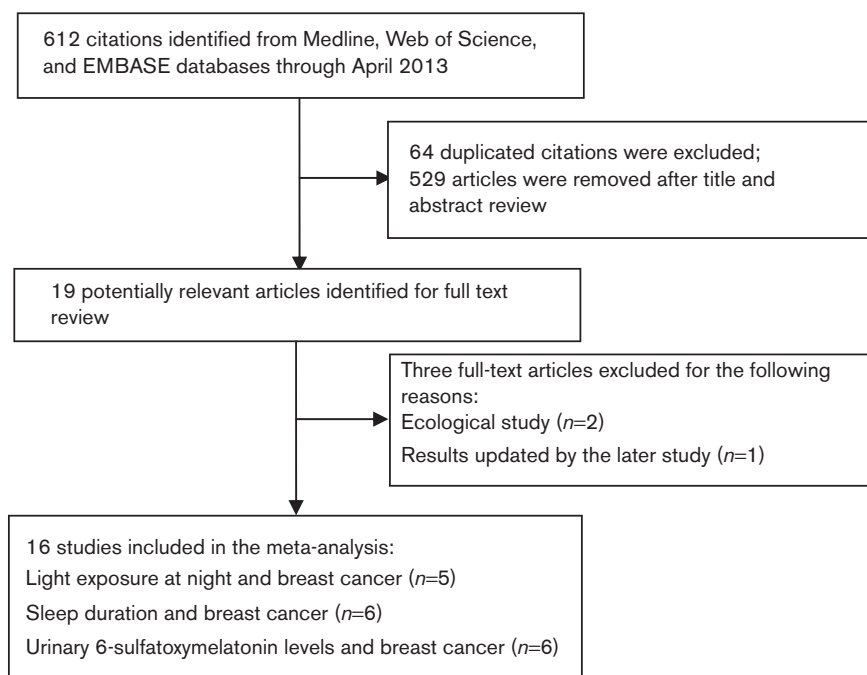 612 citations identified from Medline, Web of Science,
and EMBASE databases through April 2013
64 duplicated citations were excluded;
529 articles were removed after title and
abstract review
19 potentially relevant articles identified for full text
review
Three full-text articles excluded for the following
reasons:
Ecological study (n=2)
Results updated by the later study (n=1)
16 studies included in the meta-analysis:
Light exposure at night and breast cancer (n=5)
Sleep duration and breast cancer (n=6)
Urinary 6-sulfatoxymelatonin levels and breast cancer (n=6)